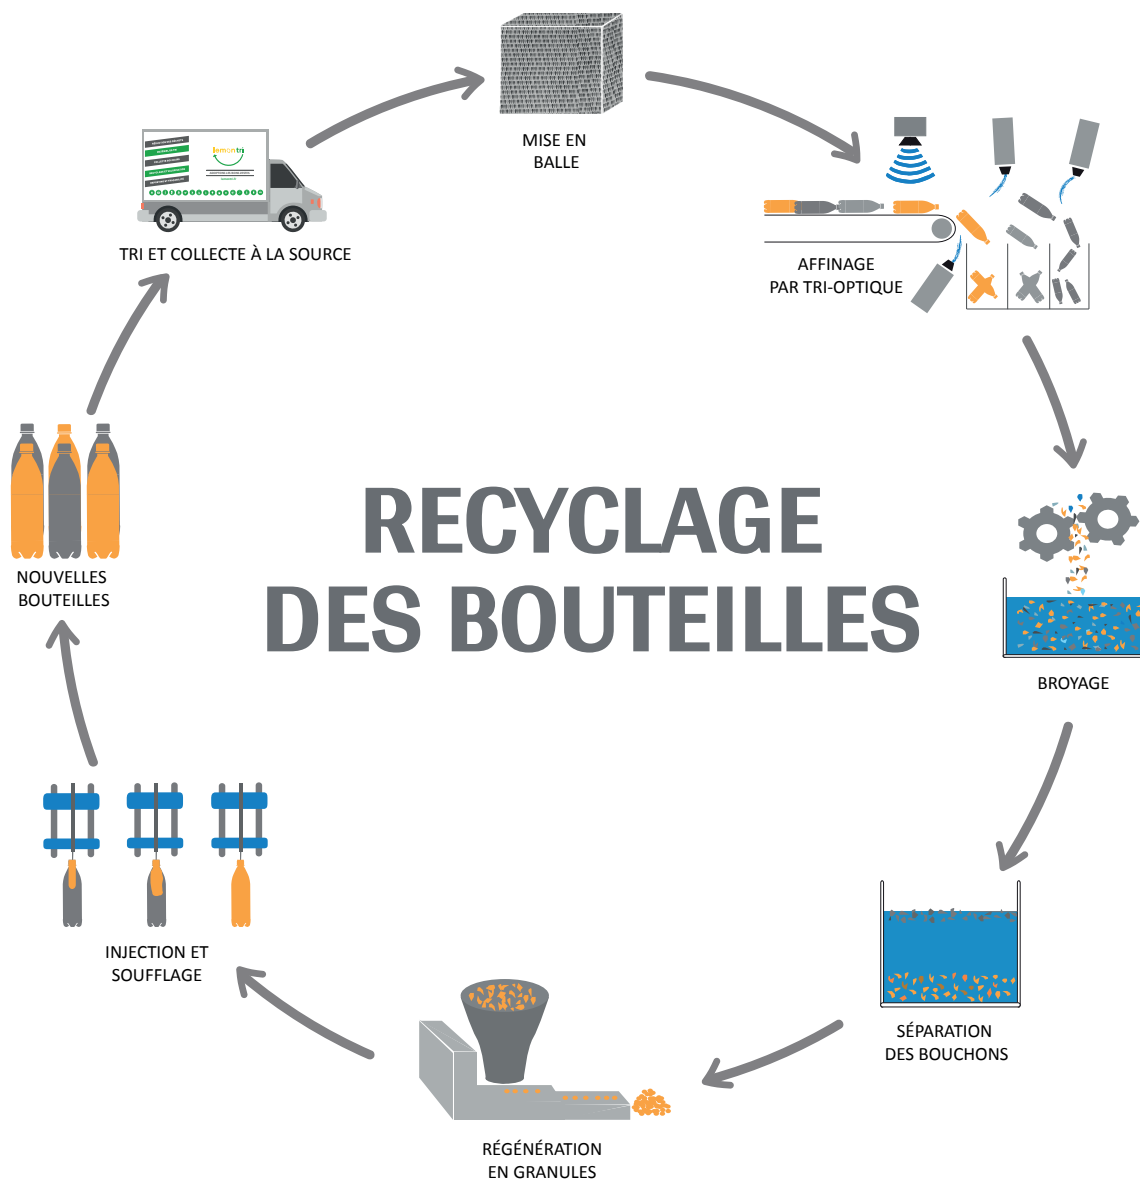 RECYCLAGE
DES BOUTEILLES
MISE EN
BALLE
AFFINAGE
PAR TRI-OPTIQUE
BROYAGE
SÉPARATION
DES BOUCHONS
RÉGÉNÉRATION
EN GRANULES
INJECTION ET
SOUFFLAGE
NOUVELLES
BOUTEILLES
TRI ET COLLECTE À LA SOURCE
lemontri